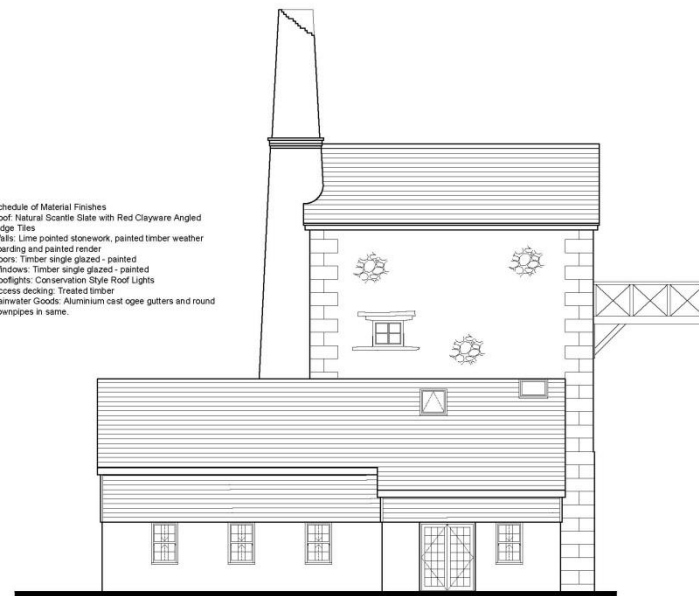 chedule of Material Finishes
oof: Natural Scantle Slate with Red Clayware Angled
idge Tiles
alls: Lime pointed stonework, painted timber weather
oarding and painted render
oors: Timber single glazed - painted
indows: Timber single glazed - painted
ooflights: Conservation Style Roof Lights
ccess decking: Treated timber
ainwater Goods: Aluminium cast ogee gutters and round
ownpipes in same.